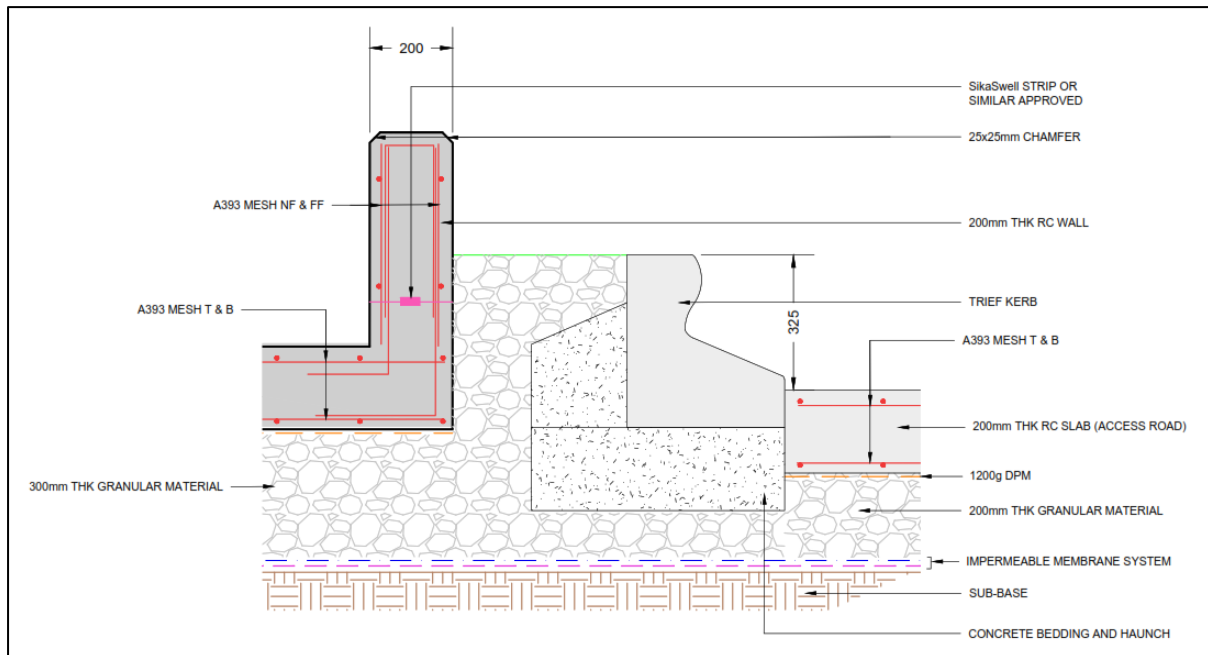 200
SikaSwell STRIP OR
SIMILAR APPROVED
25x25mm CHAMFER
A393 MESH NF & FF
200mm THK RC WALL
TRIEF KERB
A393 MESH T & B
325
A393 MESH T & B
200mm THK RC SLAB (ACCESS ROAD)
1200g DPM
300mm THK GRANULAR MATERIAL
200mm THK GRANULAR MATERIAL
IMPERMEABLE MEMBRANE SYSTEM
SUB-BASE
CONCRETE BEDDING AND HAUNCH